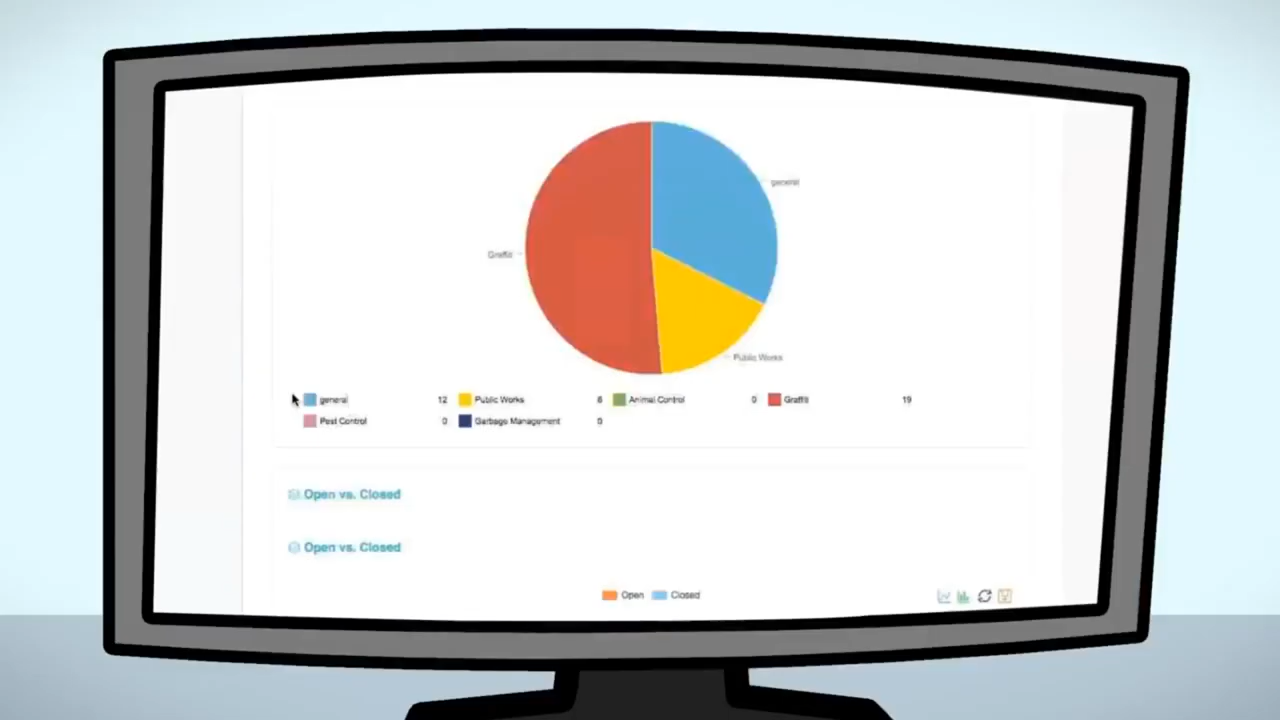 general
Graffiti
Public Works
general 12 Public Works 6 Animal Control 0 Graffiti 19
Pest Control 0 Garbage Management 0
Open vs. Closed
Open vs. Closed
Open Closed